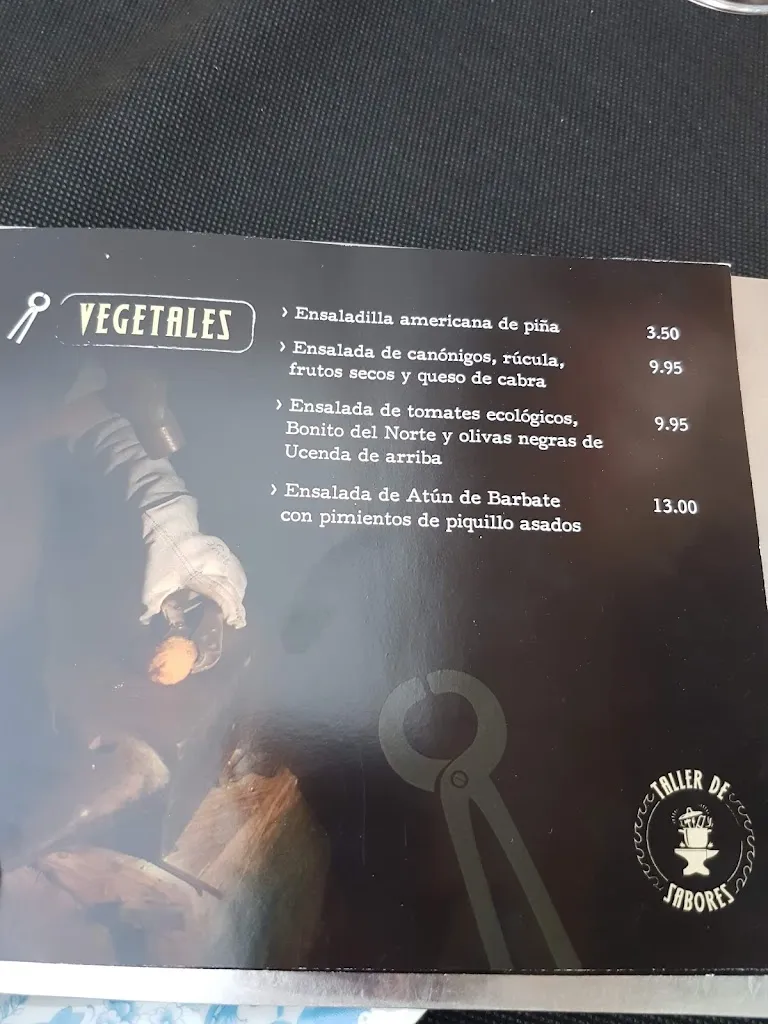 VEGETALES
› Ensaladilla americana de piña 3.50
› Ensalada de canónigos, rúcula, 9.95
frutos secos y queso de cabra
› Ensalada de tomates ecológicos, 9.95
Bonito del Norte y olivas negras de
Ucenda de arriba
› Ensalada de Atún de Barbate 13.00
con pimientos de piquillo asados
TALLER DE
SABORES